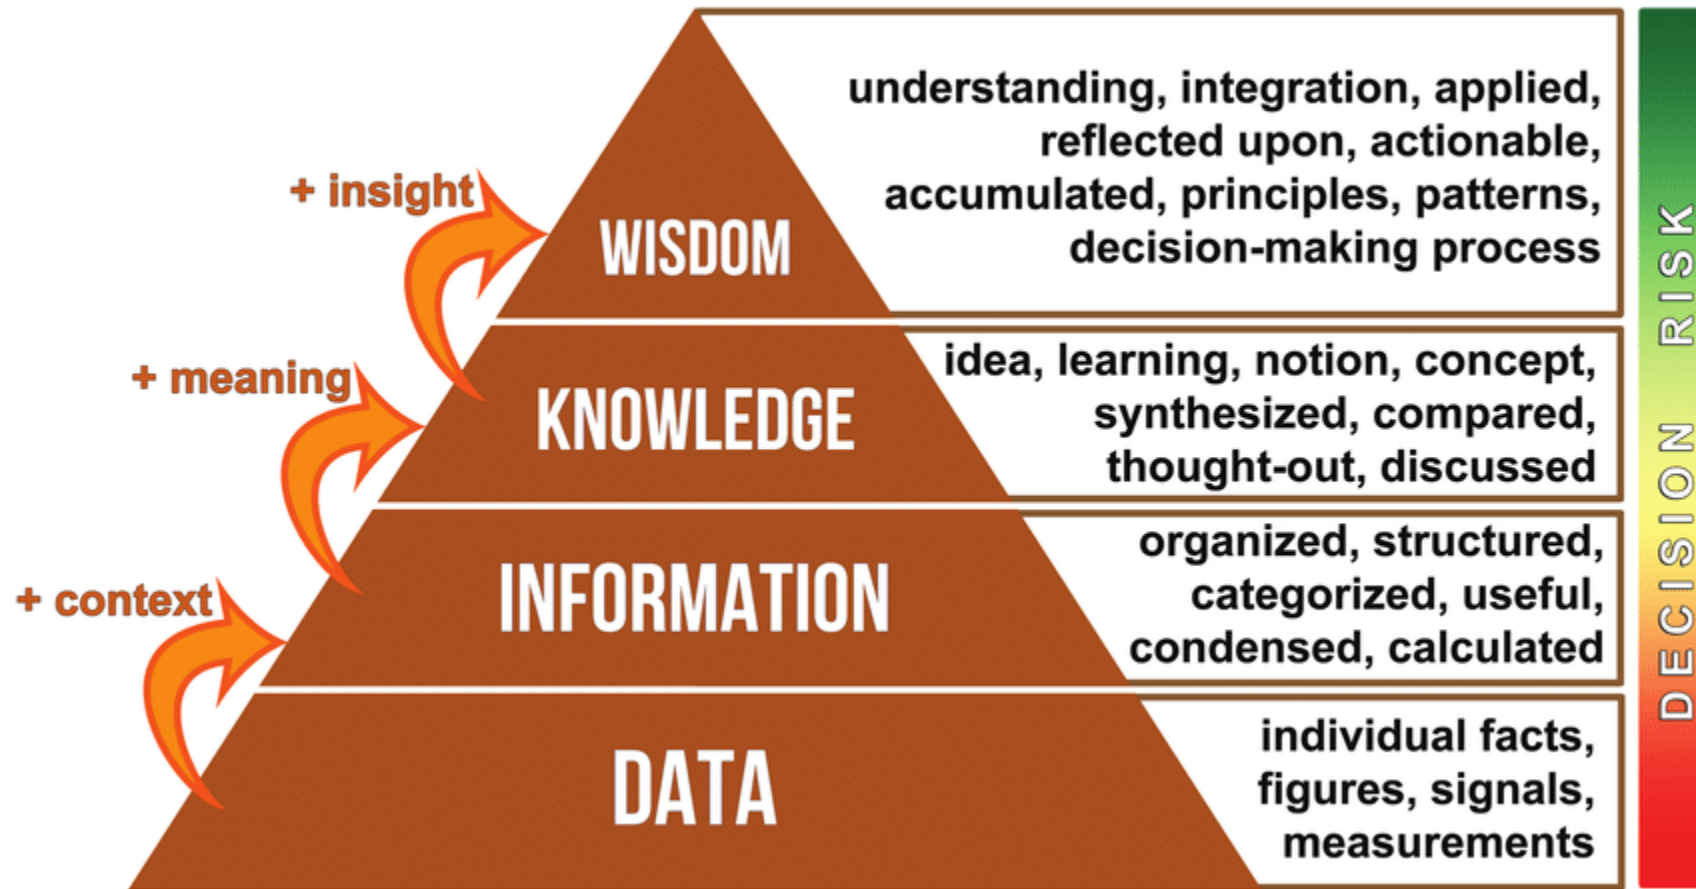 understanding, integration, applied,
reflected upon, actionable,
accumulated, principles, patterns,
decision-making process
+ insight
WISDOM
idea, learning, notion, concept,
synthesized, compared,
thought-out, discussed
+ meaning
KNOWLEDGE
organized, structured,
categorized, useful,
condensed, calculated
+ context
INFORMATION
individual facts,
figures, signals,
measurements
DATA
DECISION RISK